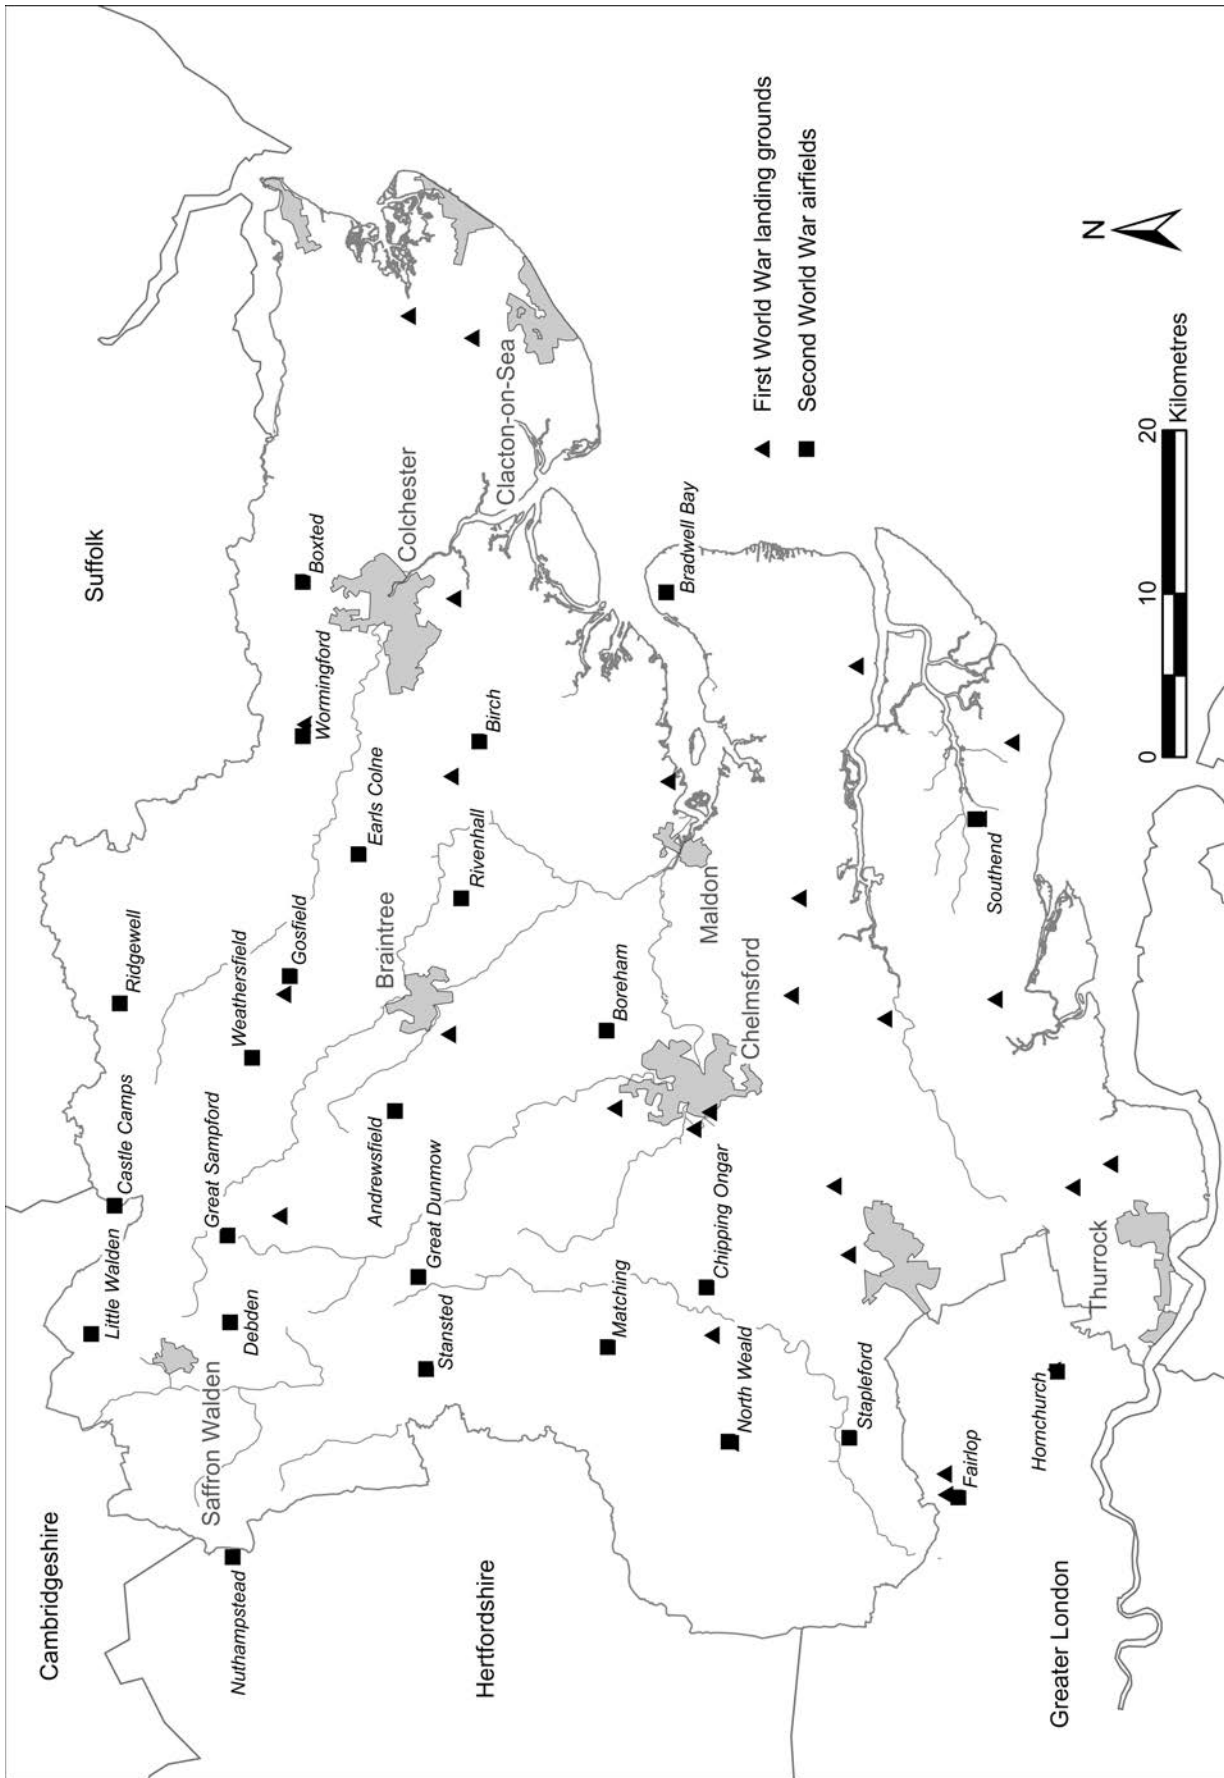 Cambridgeshire
Suffolk
Little Walden
Castle Camps
Ridgewell
Nuthampstead
Saffron Walden
Debden
Great Sampford
Weathersfield
Gosfield
Wormingford
Boxted
Earls Colne
Colchester
Stansted
Great Dunmow
Andrewsfield
Braintree
Rivenhall
Birch
Clacton-on-Sea
Hertfordshire
Matching
Boreham
Bradwell Bay
North Weald
Chipping Ongar
Chelmsford
Maldon
Stapleford
Fairlop
Southend
Hornchurch
Thurrock
Greater London
First World War landing grounds
Second World War airfields
N
0
10
20
Kilometres